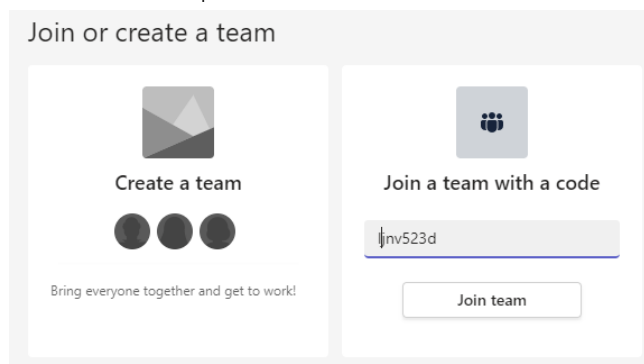 Join or create a team
Create a team
Bring everyone together and get to work!
Join a team with a code
Join team